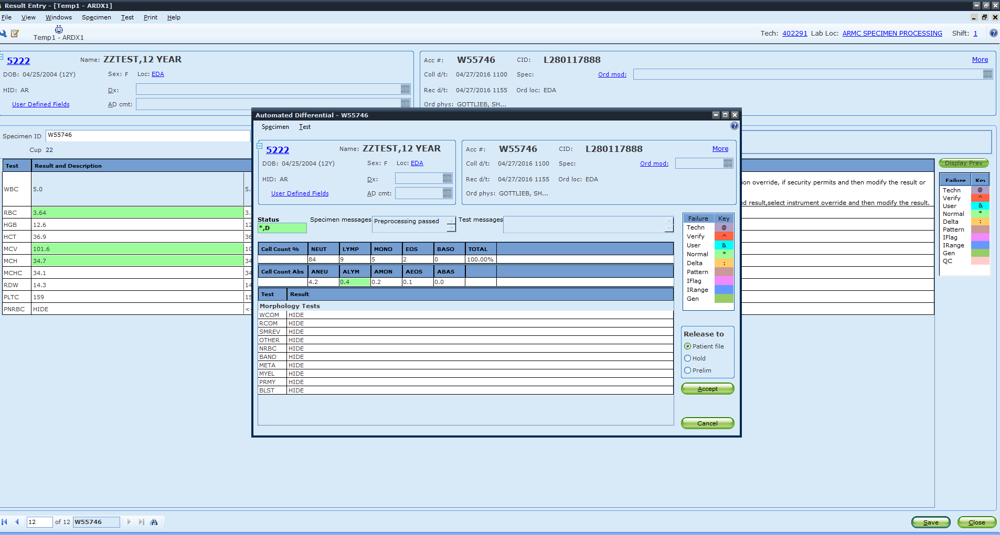 Result Entry - [Temp1 - ARDX1]
File View Windows Specimen Test Print Help
Temp1 - ARDX1
Tech: 402291 Lab Loc: ARMC SPECIMEN PROCESSING Shift: 1
5222 Name: ZZTEST,12 YEAR
DOB: 04/25/2004 (12Y) Sex: F Loc: EDA
HID: AR Dx:
User Defined Fields AD cmt:
Acc #: W55746 CID: L280117888 More
Coll d/t: 04/27/2016 1100 Spec: Ord mod:
Rec d/t: 04/27/2016 1155 Ord loc: EDA
Ord phys: GOTTLIEB, SH...
Specimen ID W55746
Cup 22
Test Result and Description
WBC 5.0 5.
RBC 3.64 3.
HGB 12.6 12
HCT 36.9 36
MCV 101.6 10
MCH 34.7 34
MCHC 34.1 34
RDW 14.3 14
PLTC 159 15
PNRBC HIDE <-
Automated Differential - W55746
Specimen Test
5222 Name: ZZTEST,12 YEAR
DOB: 04/25/2004 (12Y) Sex: F Loc: EDA
HID: AR Dx:
User Defined Fields AD cmt:
Acc #: W55746 CID: L280117888 More
Coll d/t: 04/27/2016 1100 Spec: Ord mod:
Rec d/t: 04/27/2016 1155 Ord loc: EDA
Ord phys: GOTTLIEB, SH...
Status Specimen messages Preprocessing passed Test messages
*,D
Cell Count % NEUT LYMP MONO EOS BASO TOTAL
84 9 5 2 0 100.00%
Cell Count Abs ANEU ALYM AMON AEOS ABAS
4.2 0.4 0.2 0.1 0.0
Test Result
Morphology Tests
WCOM HIDE
RCOM HIDE
SMREV HIDE
OTHER HIDE
NRBC HIDE
BAND HIDE
META HIDE
MYEL HIDE
PRMY HIDE
BLST HIDE
Failure Key
Techn @
Verify ^
User &
Normal *
Delta :
Pattern
IFlag
IRange
Gen
Release to
Patient file
Hold
Prelim
Accept
Cancel
ion override, if security permits and then modify the result or
ed result,select instrument override and then modify the result.
Display Prev
Failure Key
Techn @
Verify ^
User &
Normal *
Delta :
Pattern
IFlag
IRange
Gen
QC
12 of 12 W55746
Save Close